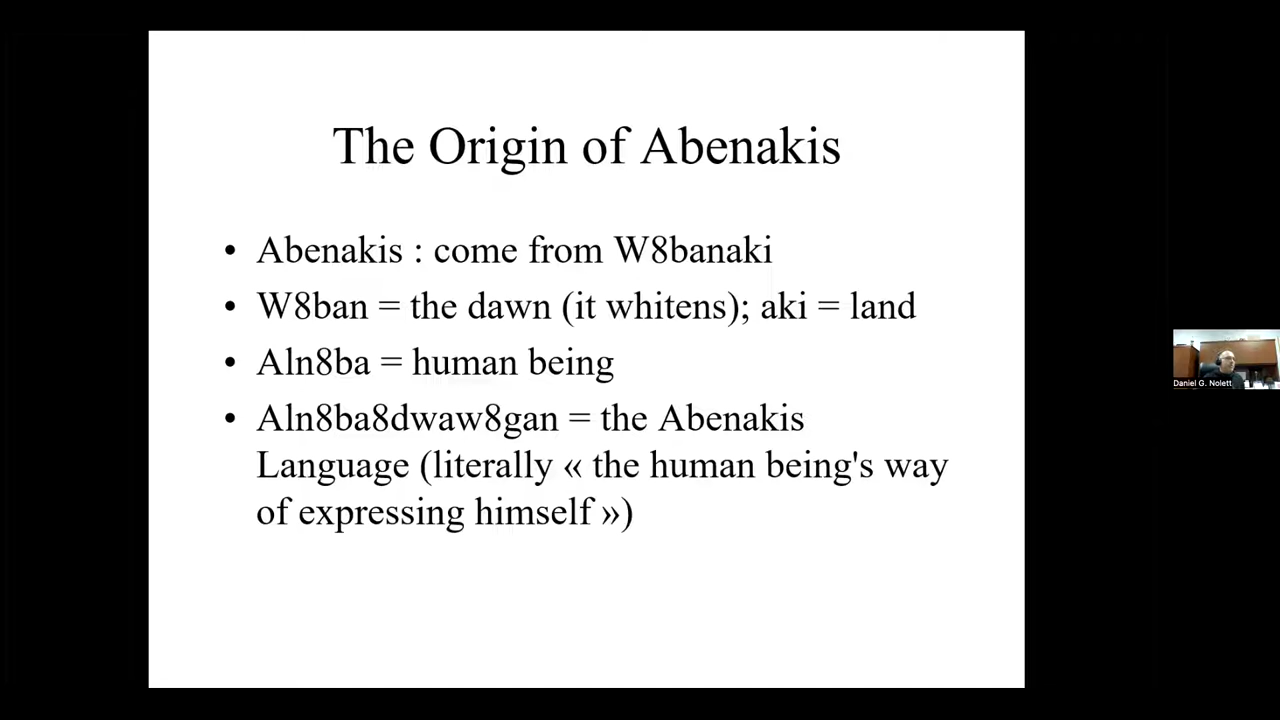 The Origin of Abenakis
• Abenakis : come from W8banaki
• W8ban = the dawn (it whitens); aki = land
• Aln8ba = human being
• Aln8ba8dwaw8gan = the Abenakis
Language (literally « the human being's way
of expressing himself »)
Daniel G. Nolett